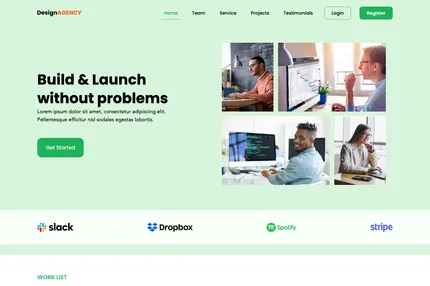 DesignAGENCY
Home Team Service Projects Testimonials Login Register
Build & Launch
without problems
Lorem ipsum dolor sit amet, consectetur adipiscing elit.
Pellentesque efficitur nisl sodales egestas lobortis.
Get Started
slack Dropbox Spotify stripe
WORK LIST